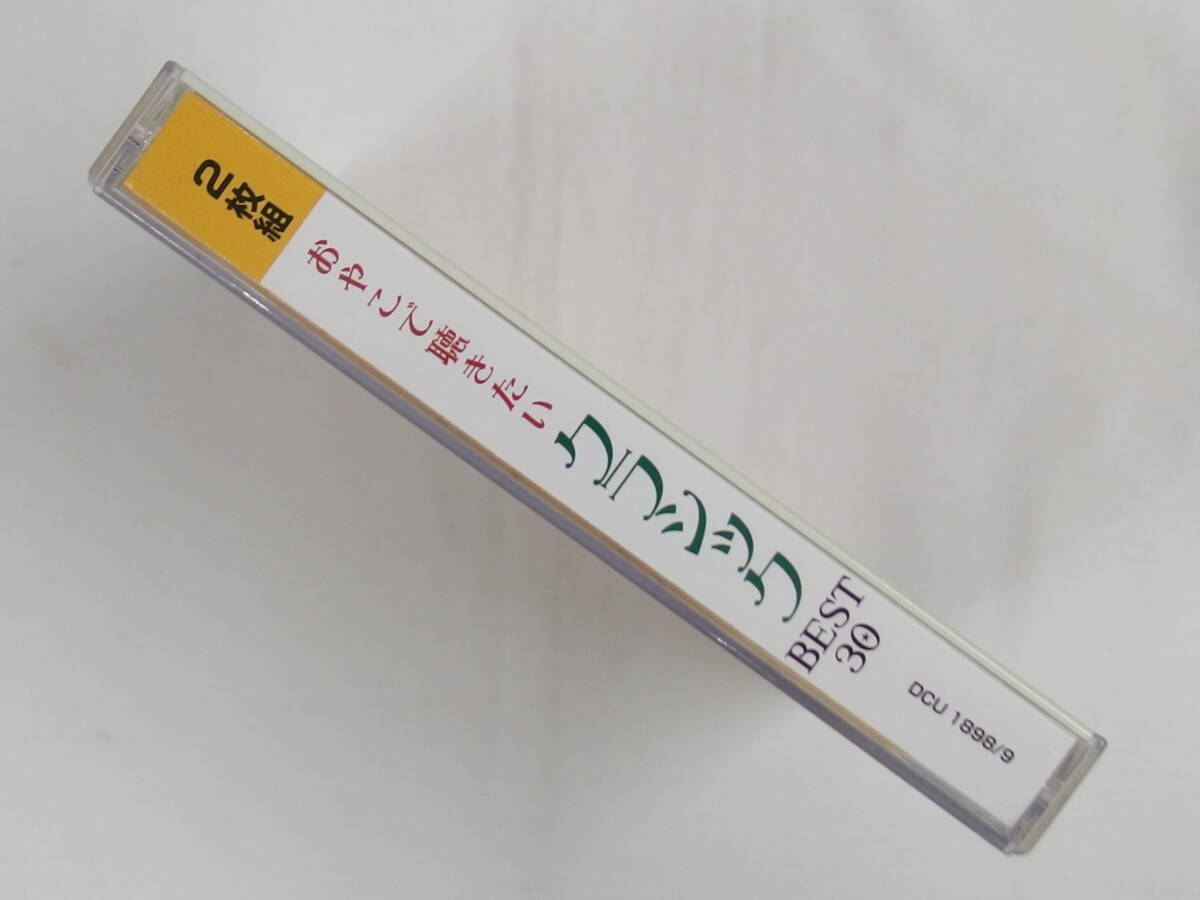 2枚組
おやこで聴きたい
クラシック
BEST
30
DCU 1898/9